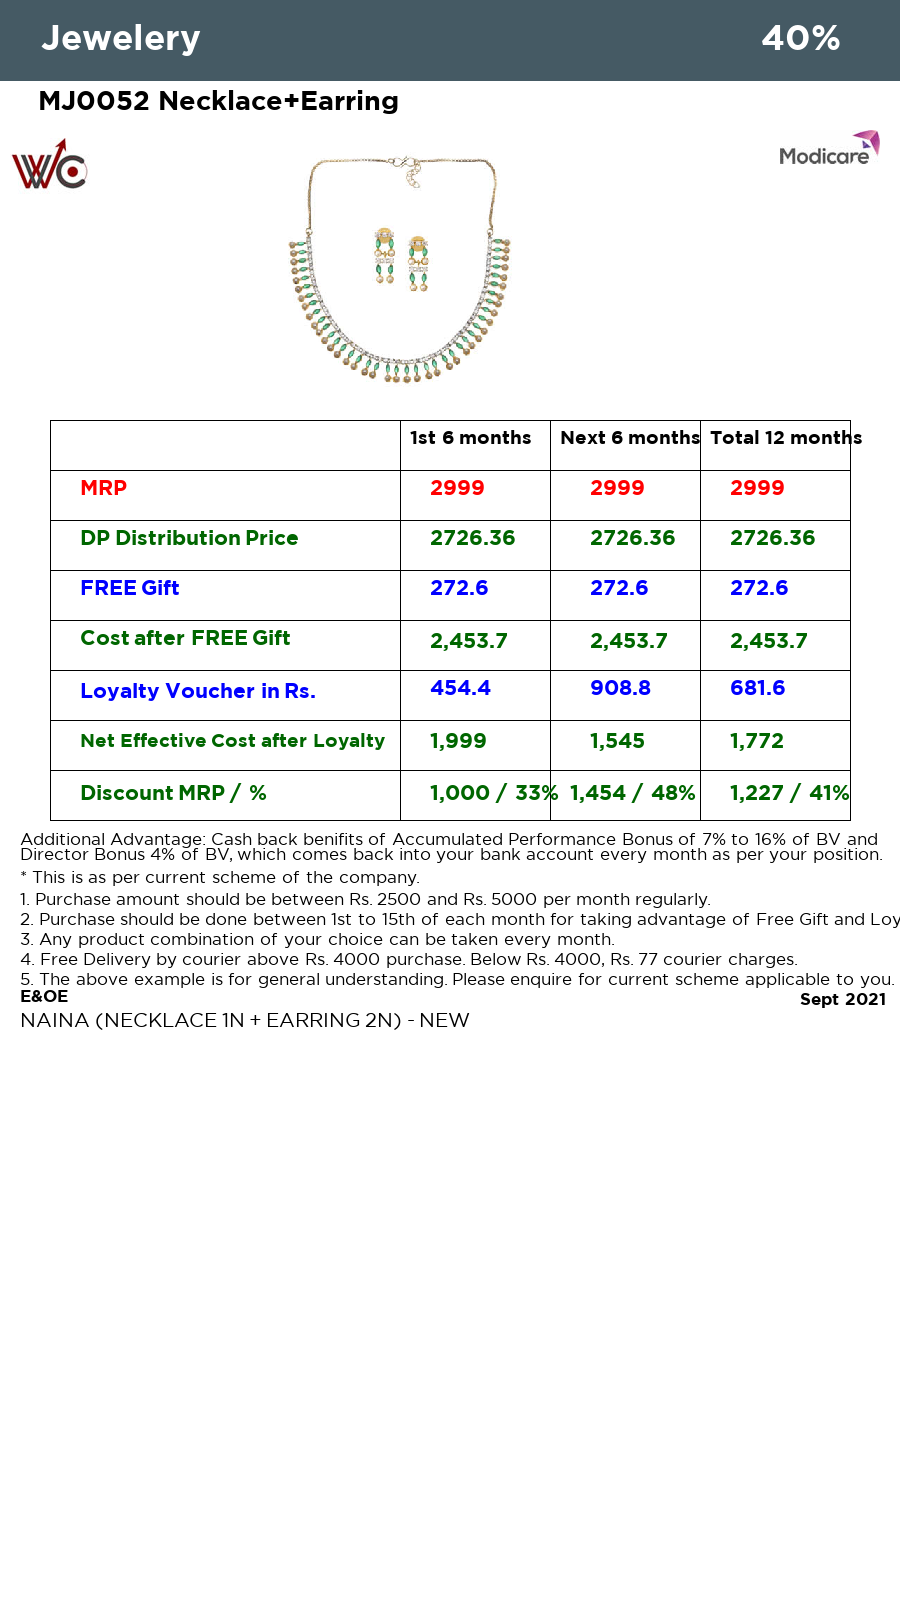 Jewelery 40%
MJ0052 Necklace+Earring
WC
Modicare
1st 6 months Next 6 months Total 12 months
MRP 2999 2999 2999
DP Distribution Price 2726.36 2726.36 2726.36
FREE Gift 272.6 272.6 272.6
Cost after FREE Gift 2,453.7 2,453.7 2,453.7
Loyalty Voucher in Rs. 454.4 908.8 681.6
Net Effective Cost after Loyalty 1,999 1,545 1,772
Discount MRP / % 1,000 / 33% 1,454 / 48% 1,227 / 41%
Additional Advantage: Cash back benifits of Accumulated Performance Bonus of 7% to 16% of BV and
Director Bonus 4% of BV, which comes back into your bank account every month as per your position.
* This is as per current scheme of the company.
1. Purchase amount should be between Rs. 2500 and Rs. 5000 per month regularly.
2. Purchase should be done between 1st to 15th of each month for taking advantage of Free Gift and Loy
3. Any product combination of your choice can be taken every month.
4. Free Delivery by courier above Rs. 4000 purchase. Below Rs. 4000, Rs. 77 courier charges.
5. The above example is for general understanding. Please enquire for current scheme applicable to you.
E&OE Sept 2021
NAINA (NECKLACE 1N + EARRING 2N) - NEW